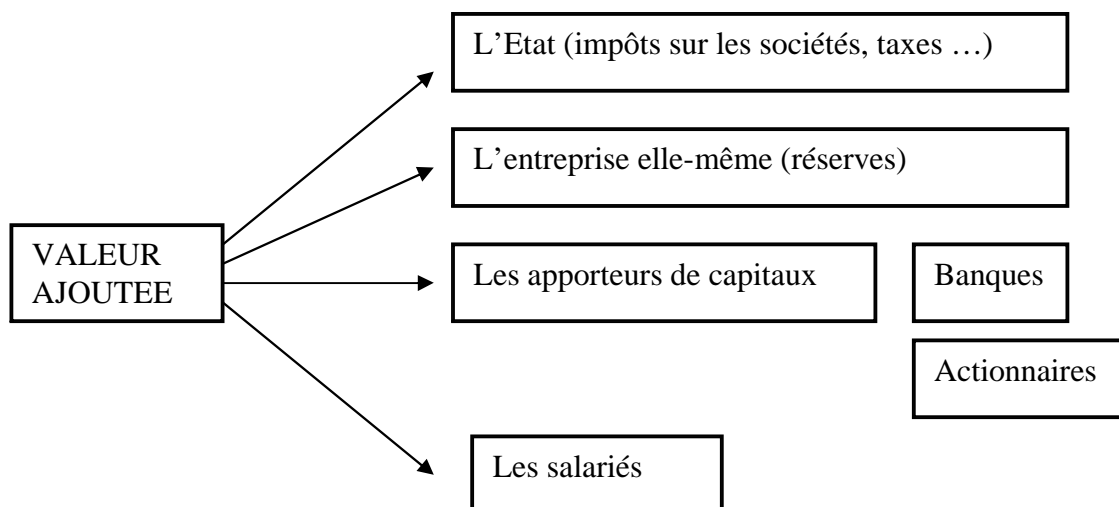 L’Etat (impôts sur les sociétés, taxes …)
L’entreprise elle-même (réserves)
VALEUR
AJOUTEE
Les apporteurs de capitaux
Banques
Actionnaires
Les salariés